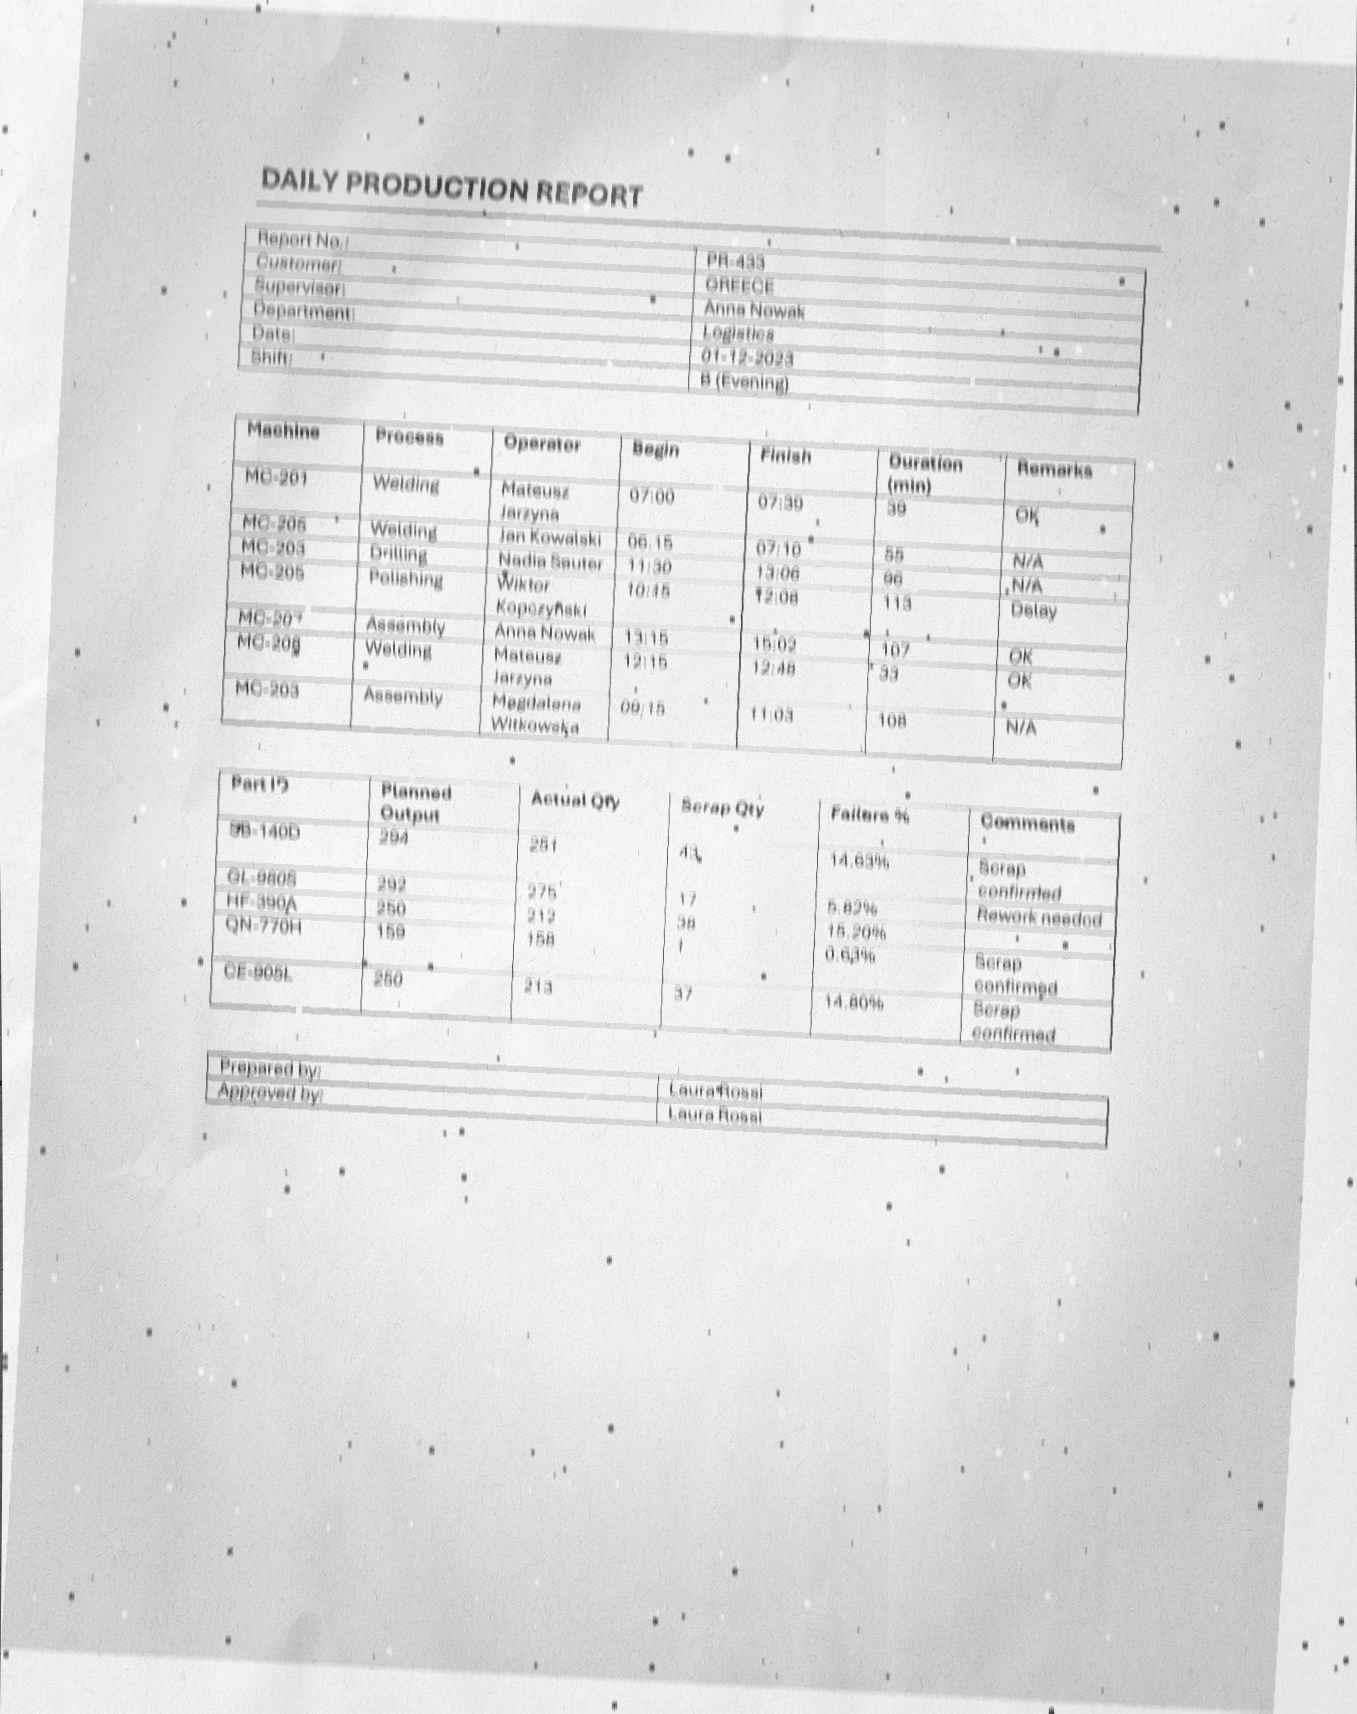 DAILY PRODUCTION REPORT
Report No.: PR-433
Customer: GREECE
Supervisor: Anna Nowak
Department: Logistics
Date: 01-12-2023
Shift: B (Evening)
Machine Process Operator Begin Finish Duration (min) Remarks
MC-201 Welding Mateusz Jarzyna 07:00 07:39 39 OK
Welding Jan Kowalski 06:15 07:10 55 N/A
MC-203 Drilling Nadia Sauter 11:30 13:06 96 N/A
MC-205 Polishing Wiktor Kopczyński 10:15 12:08 113 Delay
MC-207 Assembly Anna Nowak 13:15 15:02 107 OK
Welding Mateusz Jarzyna 12:15 12:48 33 OK
MC-203 Assembly Magdalena Witkowska 09:15 11:03 108 N/A
Part ID Planned Output Actual Qty Scrap Qty Failure % Comments
294 251 43 14.63% Scrap confirmed
GL-980S 292 275 17 5.82% Rework needed
HF-390A 250 212 38 15.20%
QN-770H 159 158 1 0.63% Scrap confirmed
CE-905L 250 213 37 14.80% Scrap confirmed
Prepared by: Laura Rossi
Approved by: Laura Rossi